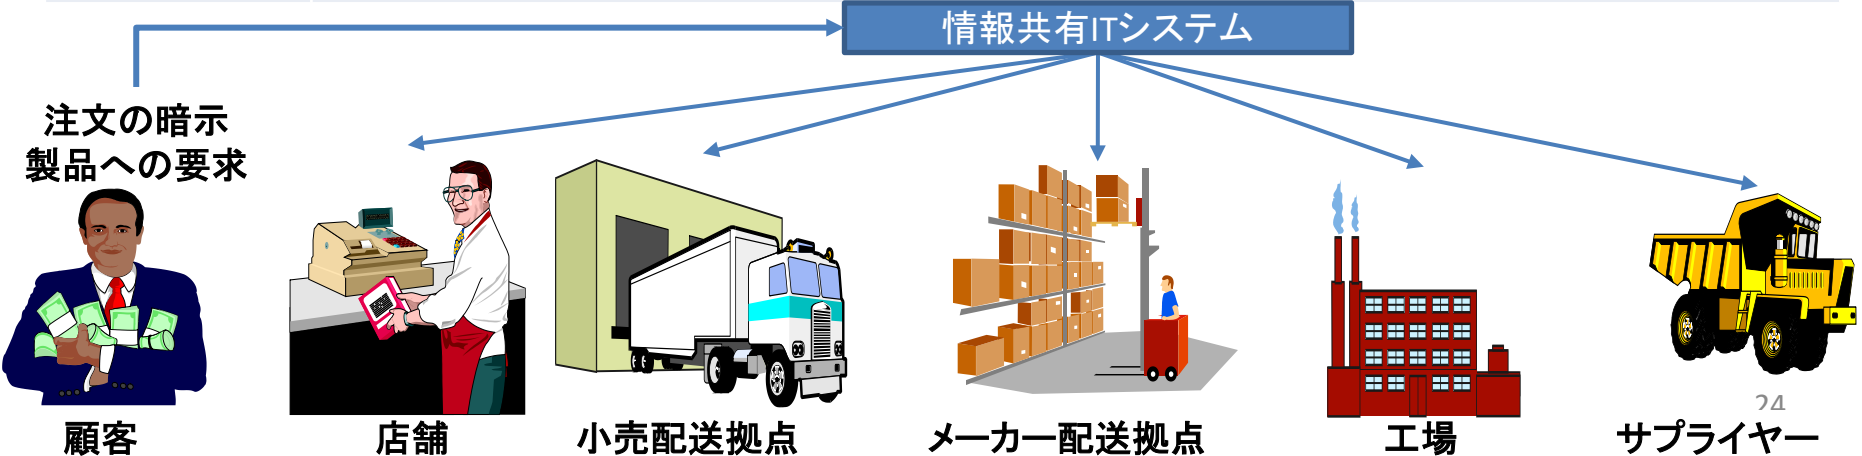 情報共有ITシステム
注文の暗示
製品への要求
24
顧客
店舗
小売配送拠点
メーカー配送拠点
工場
サプライヤー